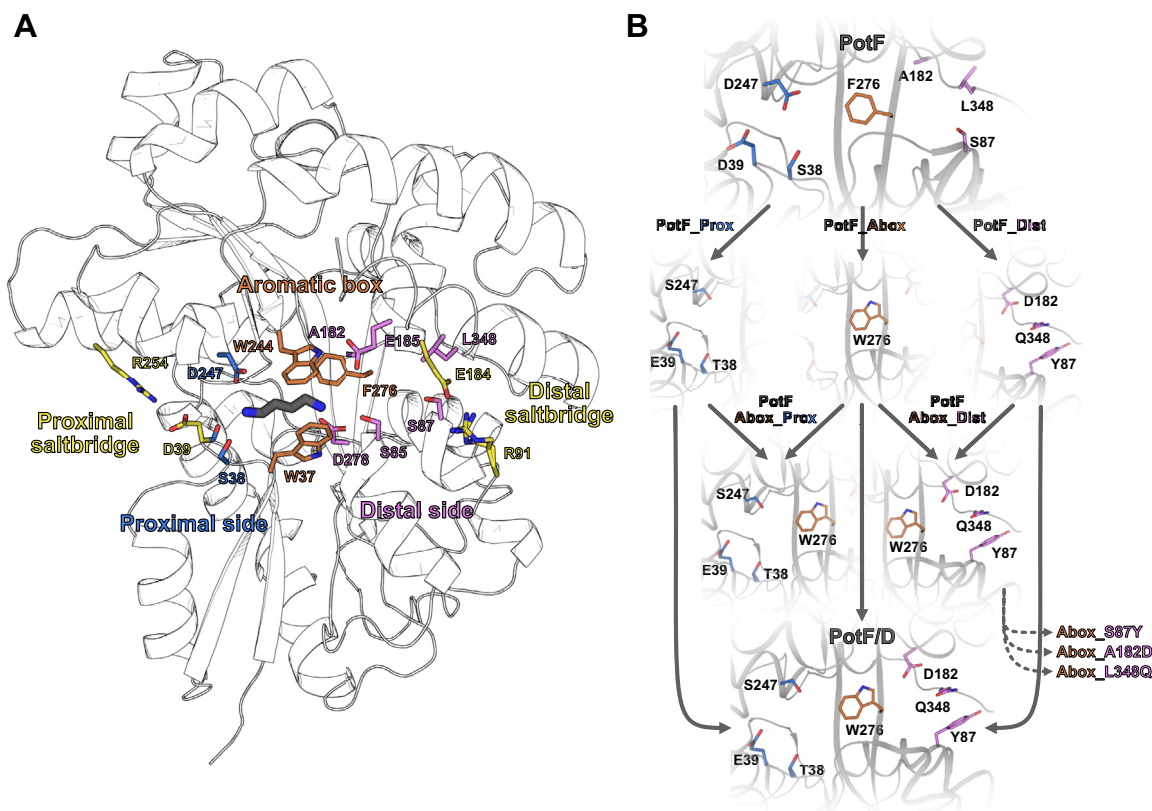 A
Aromatic box
A182
W244
E185
L348
R254
D247
E184
F276
Distal
saltbridge
Proximal
saltbridge
S87
D39
S38
D278
S85
R91
W37
Proximal side
Distal side
B
PotF
D247
F276
A182
L348
D39
S38
S87
PotF_Prox
PotF_Abox
PotF_Dist
S247
D182
Q348
W276
E39
T38
Y87
PotF
Abox_Prox
PotF
Abox_Dist
S247
W276
E39
T38
D182
Q348
W276
Y87
Abox_S87Y
Abox_A182D
Abox_L348Q
PotF/D
S247
D182
Q348
W276
Y87
E39
T38